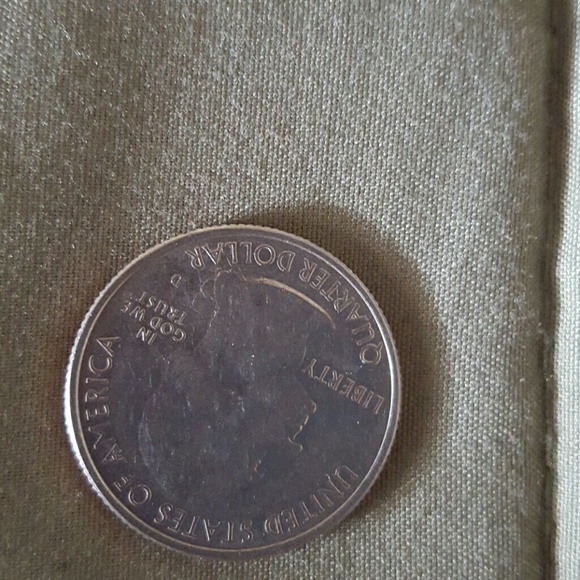 UNITED STATES OF AMERICA
LIBERTY
IN
GOD WE
TRUST
D
QUARTER DOLLAR